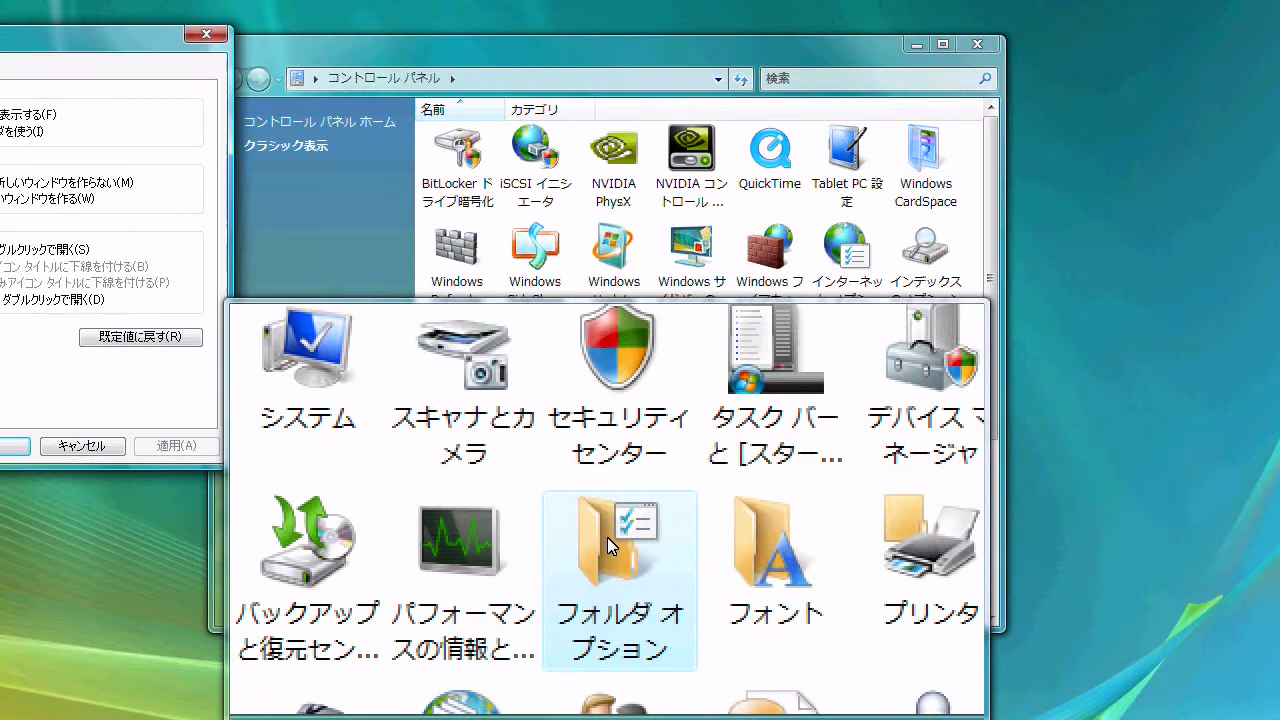 表示する(F)
を使う(I)
新しいウィンドウを作らない(M)
いウィンドウを作る(W)
ブルクリックで開く(S)
イコン タイトルに下線を付ける(B)
みアイコン タイトルに下線を付ける(P)
ダブルクリックで開く(D)
既定値に戻す(R)
キャンセル
適用(A)
コントロール パネル
検索
コントロール パネル ホーム
クラシック表示
名前
カテゴリ
BitLocker ド
ライブ暗号化
iSCSI イニシ
エータ
NVIDIA
PhysX
NVIDIA コン
トロール ...
QuickTime
Tablet PC 設
定
Windows
CardSpace
Windows
Windows
Windows
Windows サ
Windows フ
インターネッ
インデックス
システム
スキャナとカ
メラ
セキュリティ
センター
タスク バー
と [スター...
デバイス マ
ネージャ
バックアップ
と復元セン...
パフォーマン
スの情報と...
フォルダ オ
プション
フォント
プリンタ